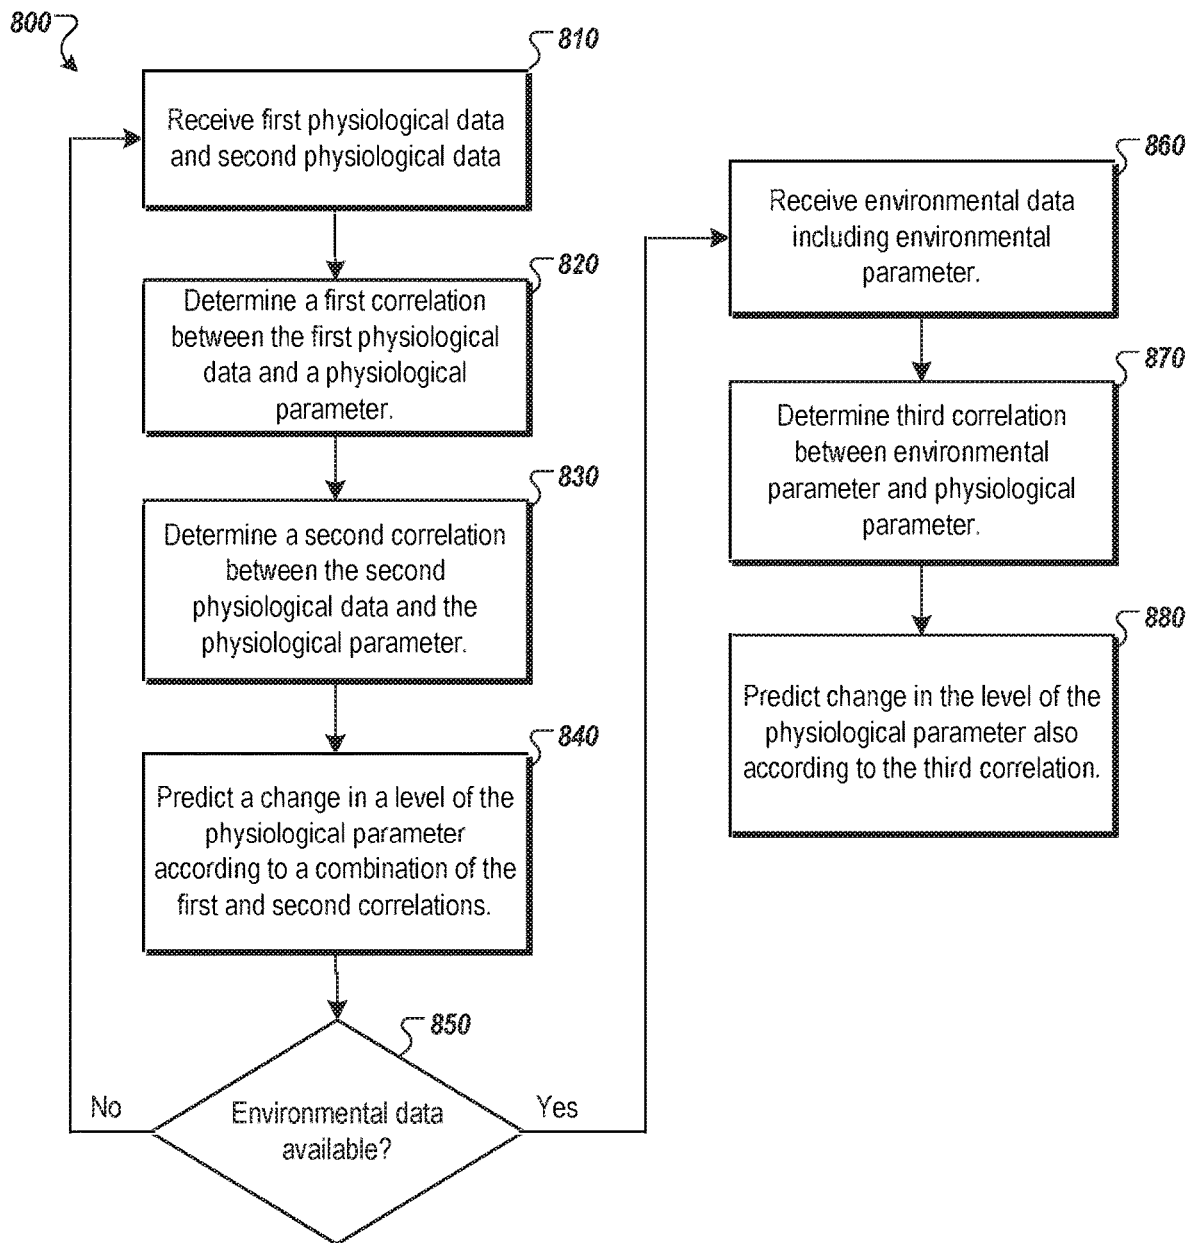 800
810
Receive first physiological data
and second physiological data
820
Determine a first correlation
between the first physiological
data and a physiological
parameter.
830
Determine a second correlation
between the second
physiological data and the
physiological parameter.
840
Predict a change in a level of the
physiological parameter
according to a combination of the
first and second correlations.
850
No
Environmental data
available?
Yes
860
Receive environmental data
including environmental
parameter.
870
Determine third correlation
between environmental
parameter and physiological
parameter.
880
Predict change in the level of the
physiological parameter also
according to the third correlation.